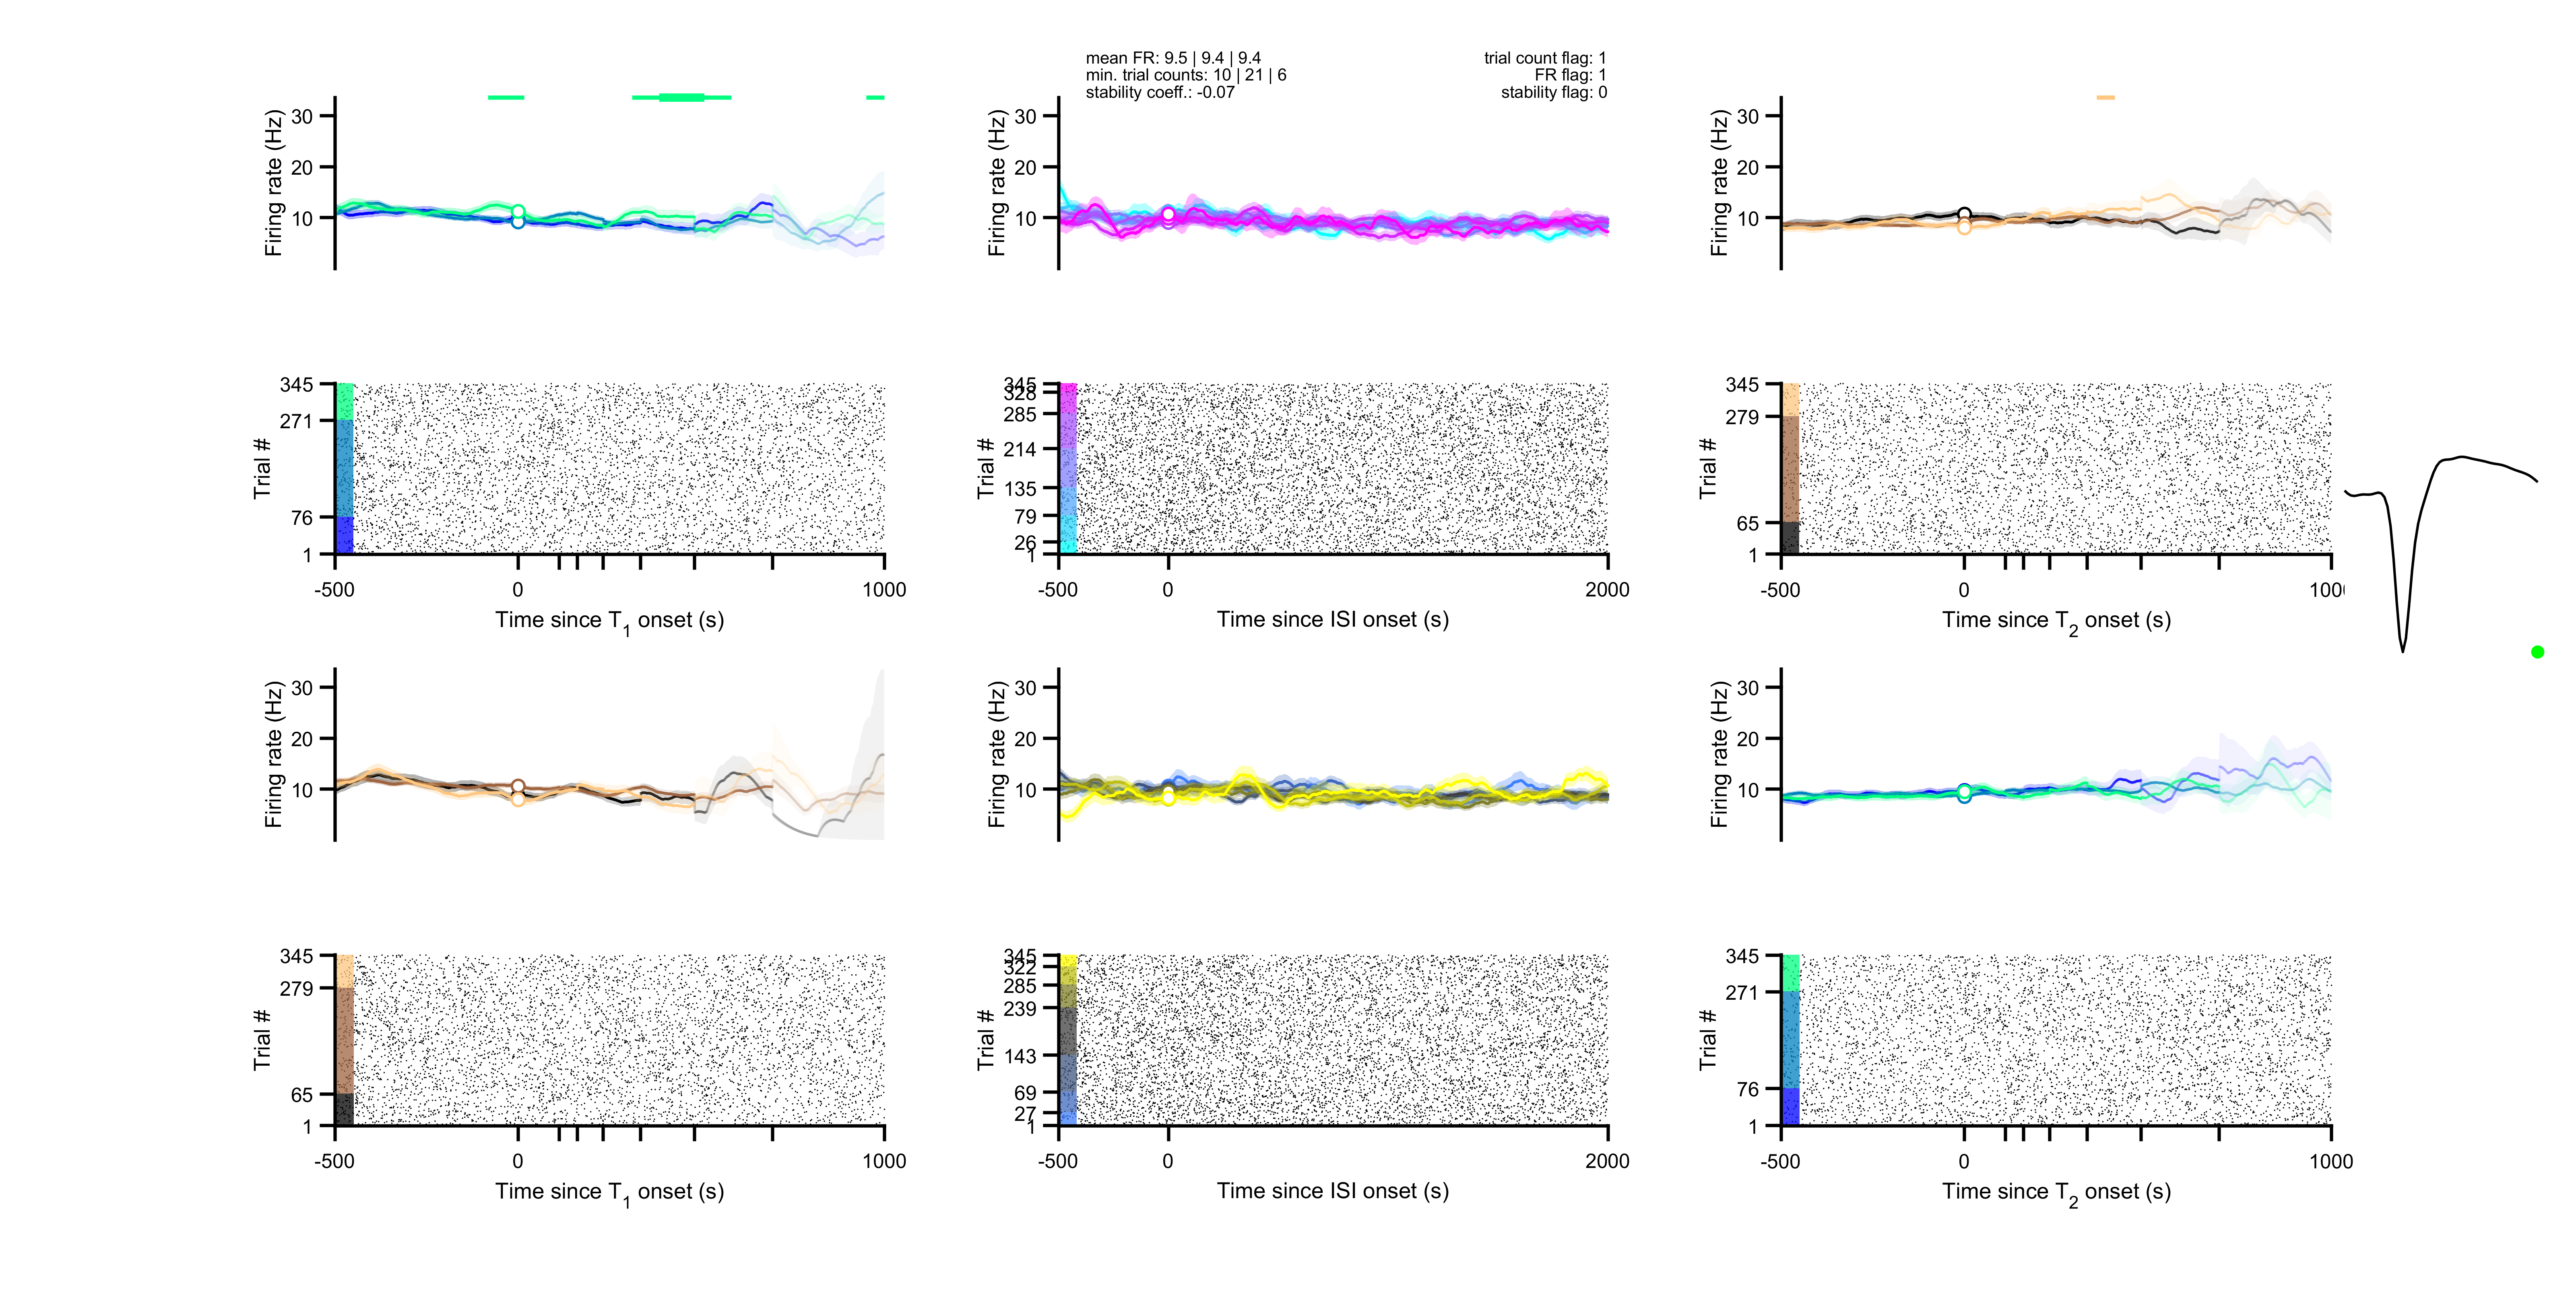 mean FR: 9.5 | 9.4 | 9.4
min. trial counts: 10 | 21 | 6
stability coeff.: -0.07
trial count flag: 1
FR flag: 1
stability flag: 0
Firing rate (Hz)
30
20
10
Firing rate (Hz)
30
20
10
Firing rate (Hz)
30
20
10
Trial #
345
271
76
1
-500
0
1000
Time since T1 onset (s)
Trial #
345
328
285
214
135
79
26
1
-500
0
2000
Time since ISI onset (s)
Trial #
345
279
65
1
-500
0
Time since T2 onset (s)
Firing rate (Hz)
30
20
10
Firing rate (Hz)
30
20
10
Firing rate (Hz)
30
20
10
Trial #
345
279
65
1
-500
0
1000
Time since T1 onset (s)
Trial #
345
322
285
239
143
69
27
1
-500
0
2000
Time since ISI onset (s)
Trial #
345
271
76
1
-500
0
1000
Time since T2 onset (s)